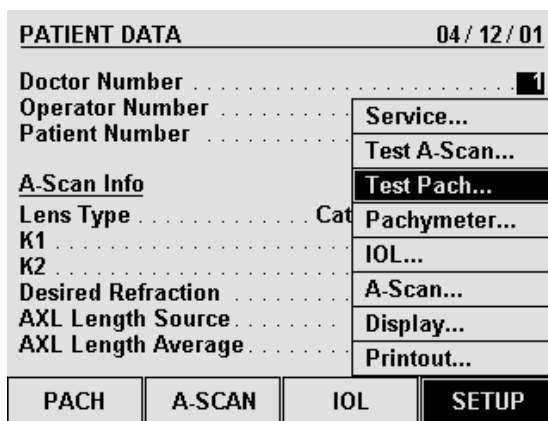 PATIENT DATA 04 / 12 / 01
Doctor Number . . . . . . . . . . . . . . . . . . . . . . . . 1
Operator Number . . . . . . . . . .
Patient Number . . . . . . . . . .
A-Scan Info
Lens Type . . . . . . . . . . . . . Cat
K1 . . . . . . . . . . . . . . . . . . . . . .
K2 . . . . . . . . . . . . . . . . . . . . . .
Desired Refraction . . . . . . . . .
AXL Length Source . . . . . . . .
AXL Length Average . . . . . . . .
Service...
Test A-Scan...
Test Pach...
Pachymeter...
IOL...
A-Scan...
Display...
Printout...
PACH A-SCAN IOL SETUP